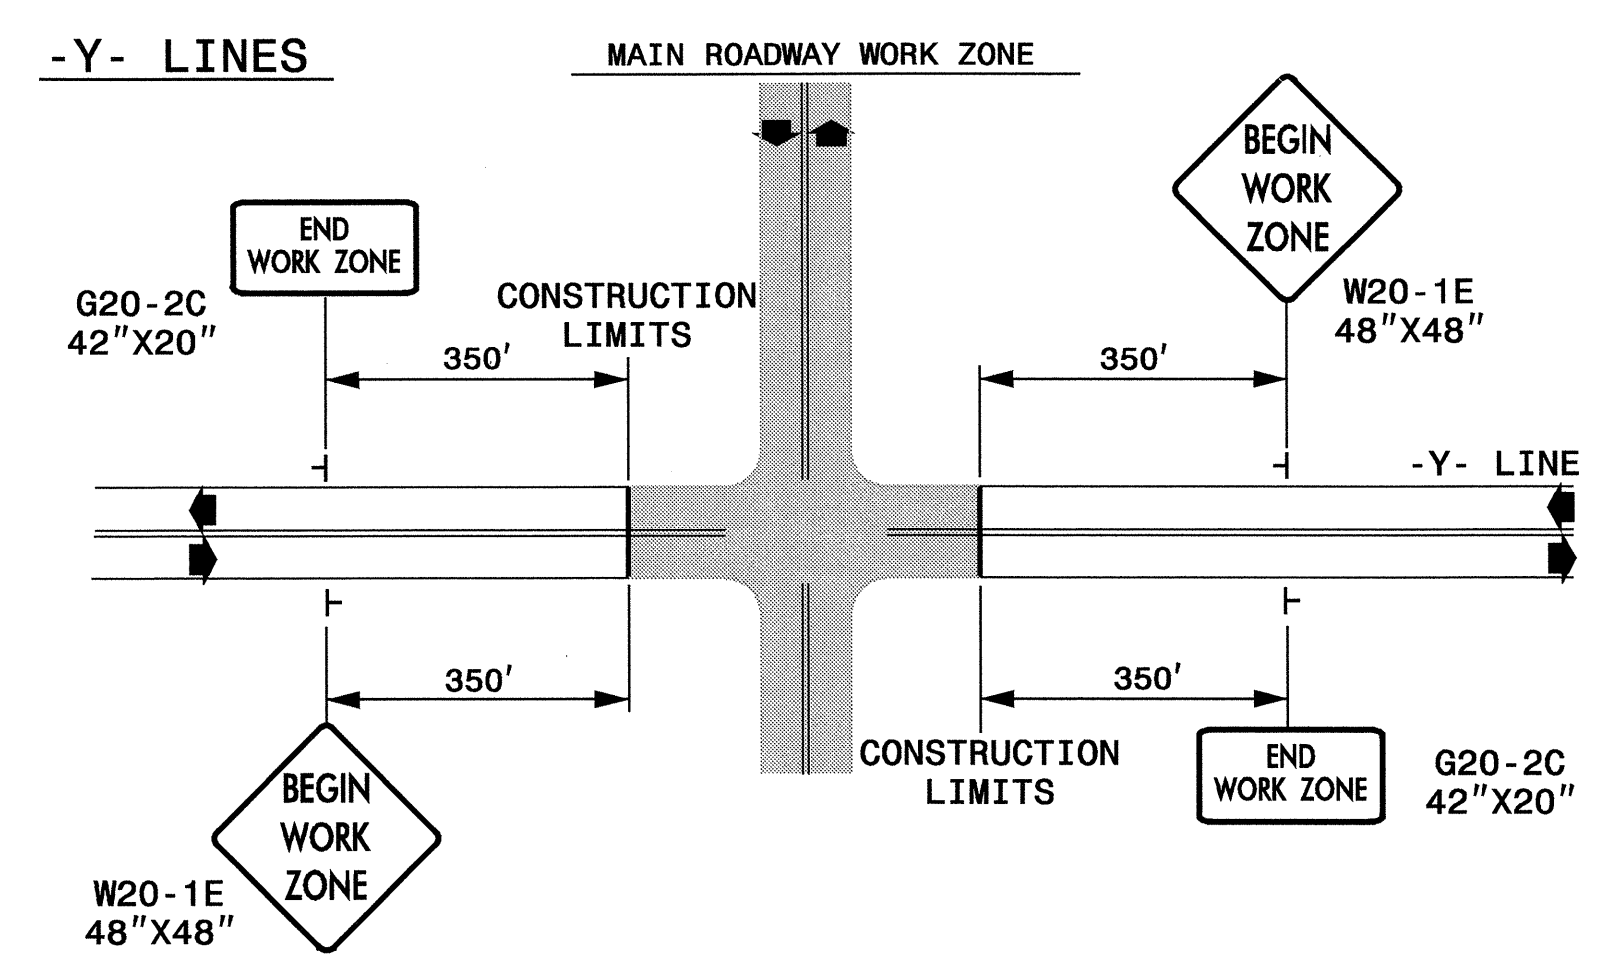 -Y- LINES
MAIN ROADWAY WORK ZONE
BEGIN
WORK
ZONE
END
WORK ZONE
G20-2C
42"X20"
CONSTRUCTION
LIMITS
W20-1E
48"X48"
350'
350'
-Y- LINE
350'
350'
CONSTRUCTION
LIMITS
END
WORK ZONE
G20-2C
42"X20"
BEGIN
WORK
ZONE
W20-1E
48"X48"